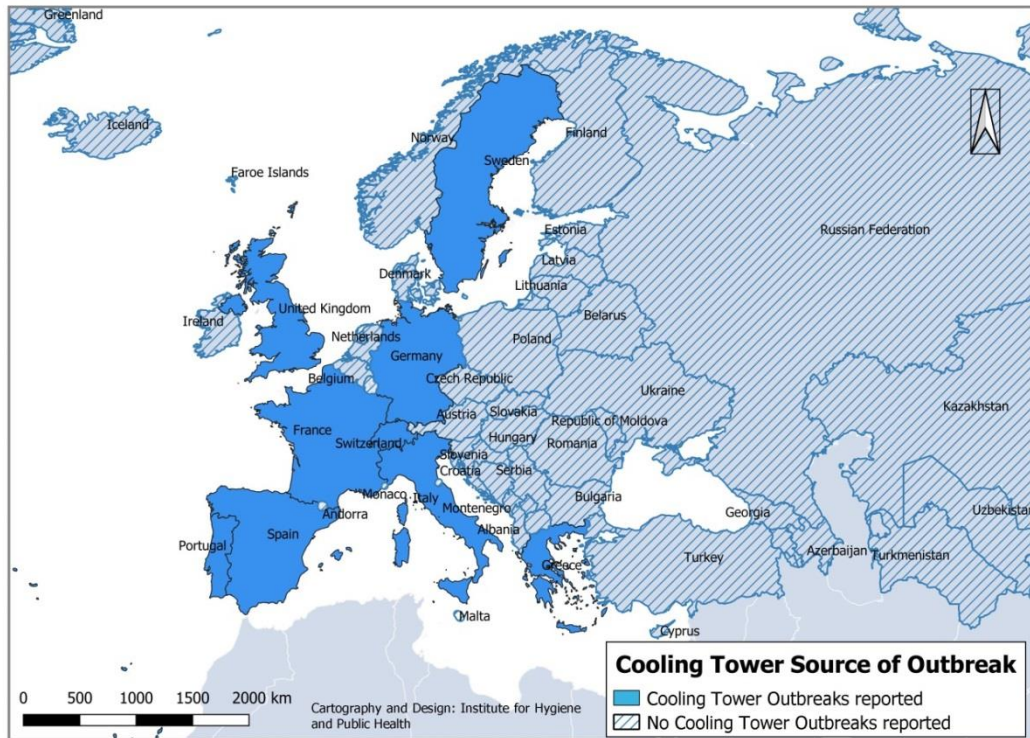 Greenland
Iceland
Norway
Finland
Sweden
Faroe Islands
Russian Federation
Estonia
Latvia
Denmark
Lithuania
United Kingdom
Ireland
Belarus
Netherlands
Poland
Germany
Belgium
Czech Republic
Ukraine
Kazakhstan
Austria
Slovakia
Republic of Moldova
France
Hungary
Switzerland
Romania
Slovenia
Croatia
Serbia
Monaco
Italy
Bulgaria
Montenegro
Andorra
Georgia
Uzbekistan
Albania
Spain
Portugal
Azerbaijan
Turkmenistan
Turkey
Greece
Malta
Cyprus
Cooling Tower Source of Outbreak
Cooling Tower Outbreaks reported
No Cooling Tower Outbreaks reported
0 500 1000 1500 2000 km
Cartography and Design: Institute for Hygiene
and Public Health